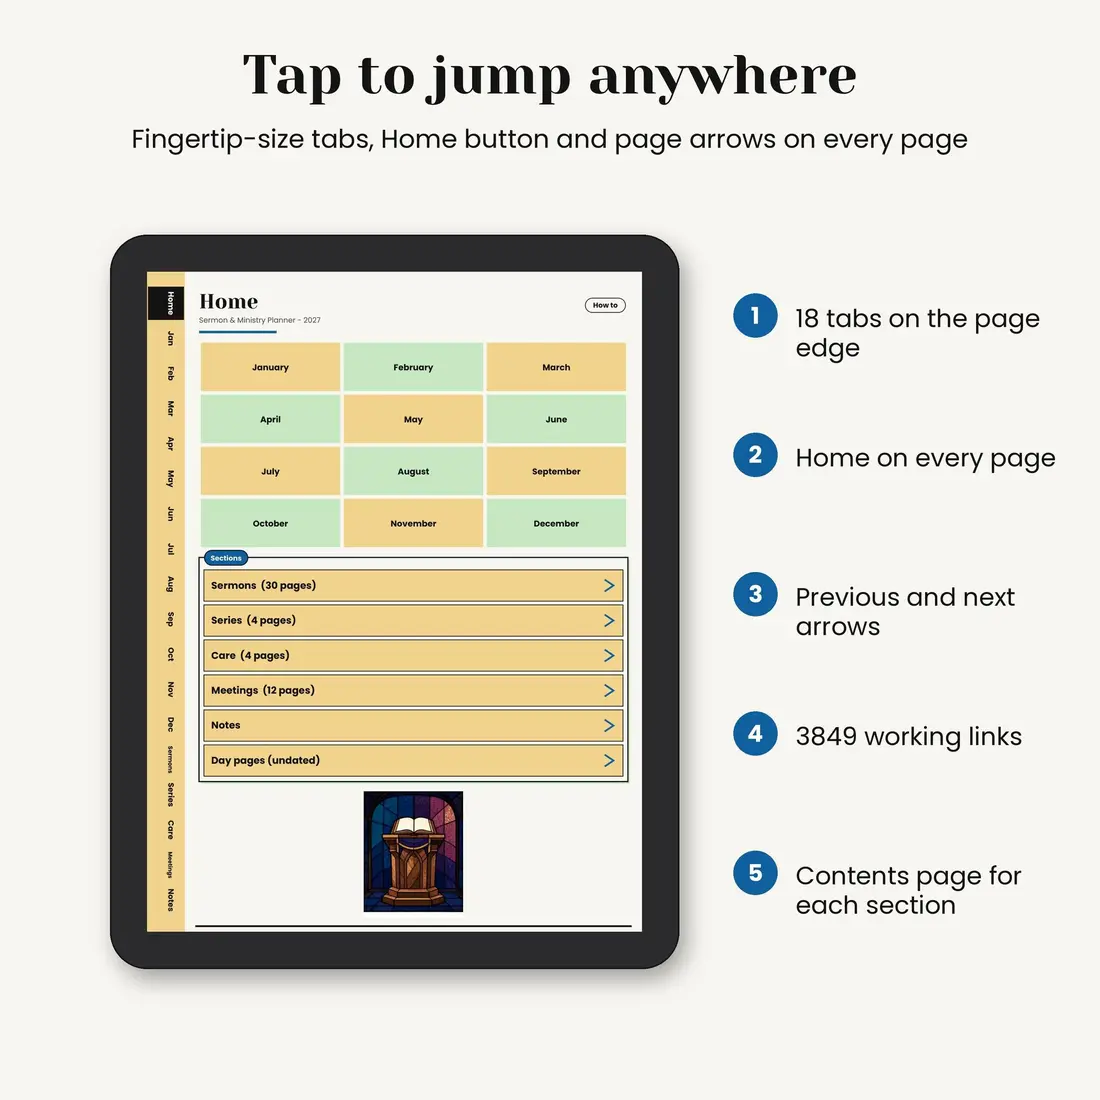 Tap to jump anywhere
Fingertip-size tabs, Home button and page arrows on every page
Home
Jan
Feb
Mar
Apr
May
Jun
Jul
Aug
Sep
Oct
Nov
Dec
Sermons
Series
Care
Meetings
Notes
Home
How to
Sermon & Ministry Planner - 2027
January
February
March
April
May
June
July
August
September
October
November
December
Sections
Sermons (30 pages)
Series (4 pages)
Care (4 pages)
Meetings (12 pages)
Notes
Day pages (undated)
1
18 tabs on the page
edge
2
Home on every page
3
Previous and next
arrows
4
3849 working links
5
Contents page for
each section